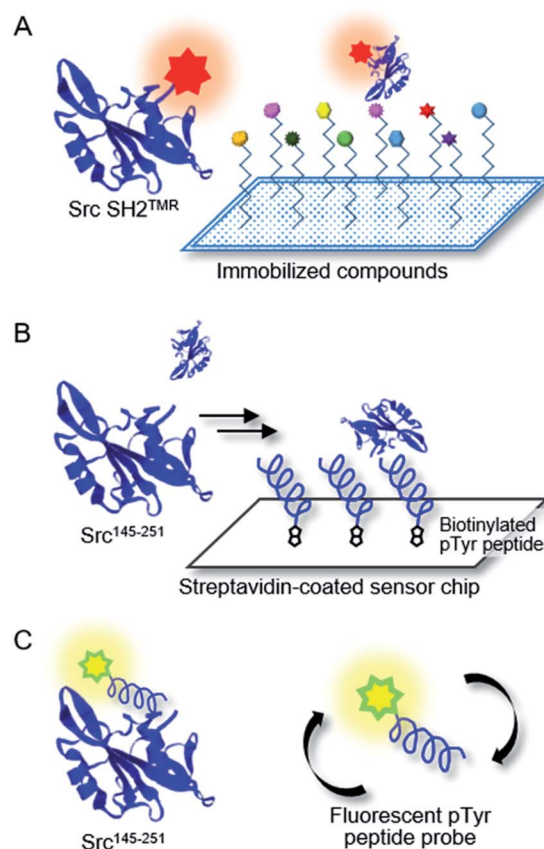 A
Src SH2ᵀᴹᴿ
Immobilized compounds
B
Src¹⁴⁵⁻²⁵¹
Biotinylated
pTyr peptide
Streptavidin-coated sensor chip
C
Src¹⁴⁵⁻²⁵¹
Fluorescent pTyr
peptide probe